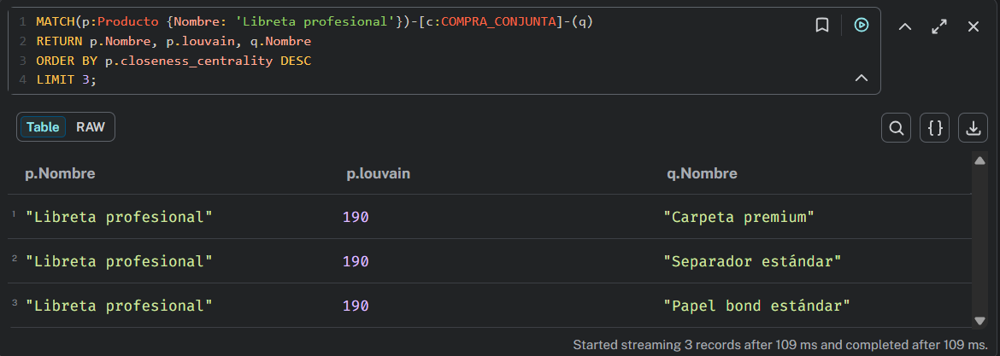 1 MATCH(p:Producto {Nombre: 'Libreta profesional'})-[c:COMPRA_CONJUNTA]-(q)
2 RETURN p.Nombre, p.louvain, q.Nombre
3 ORDER BY p.closeness_centrality DESC
4 LIMIT 3;
Table RAW
p.Nombre p.louvain q.Nombre
1 "Libreta profesional" 190 "Carpeta premium"
2 "Libreta profesional" 190 "Separador estándar"
3 "Libreta profesional" 190 "Papel bond estándar"
Started streaming 3 records after 109 ms and completed after 109 ms.